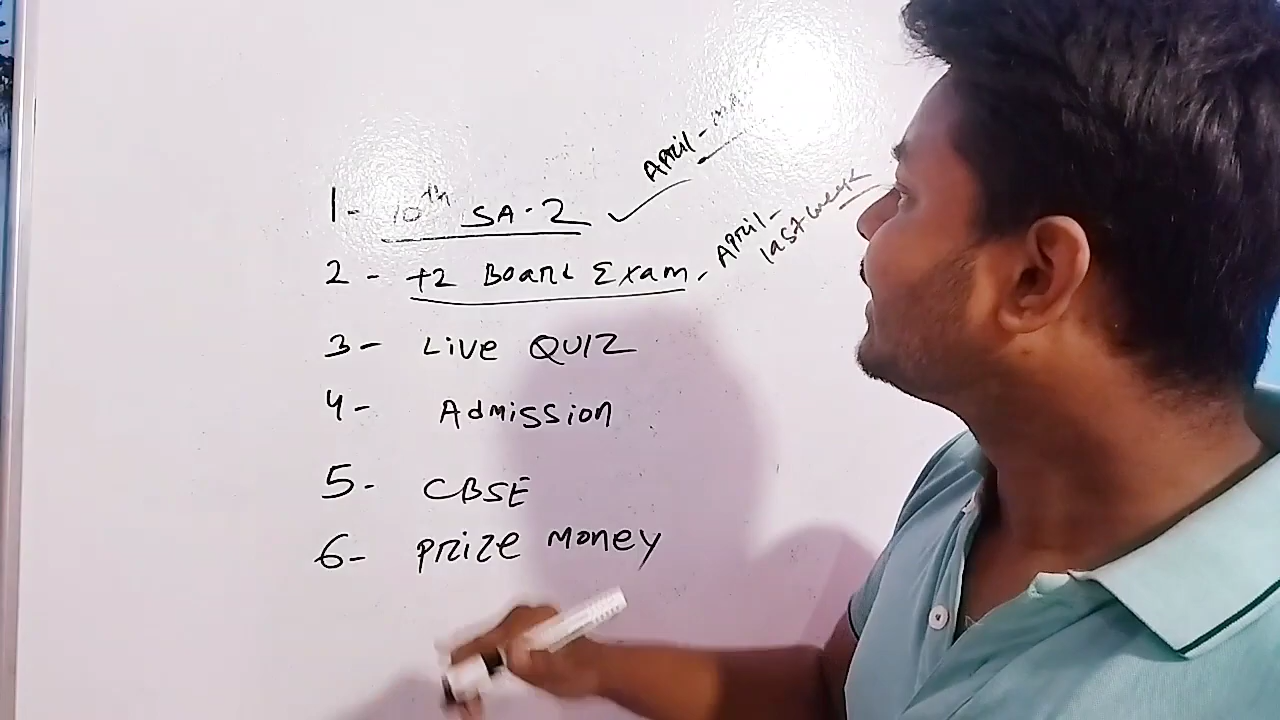 1- 10th SA-2 April-
2- +2 Board Exam, April- last week
3- Live QUIZ
4- Admission
5- CBSE
6- Prize money